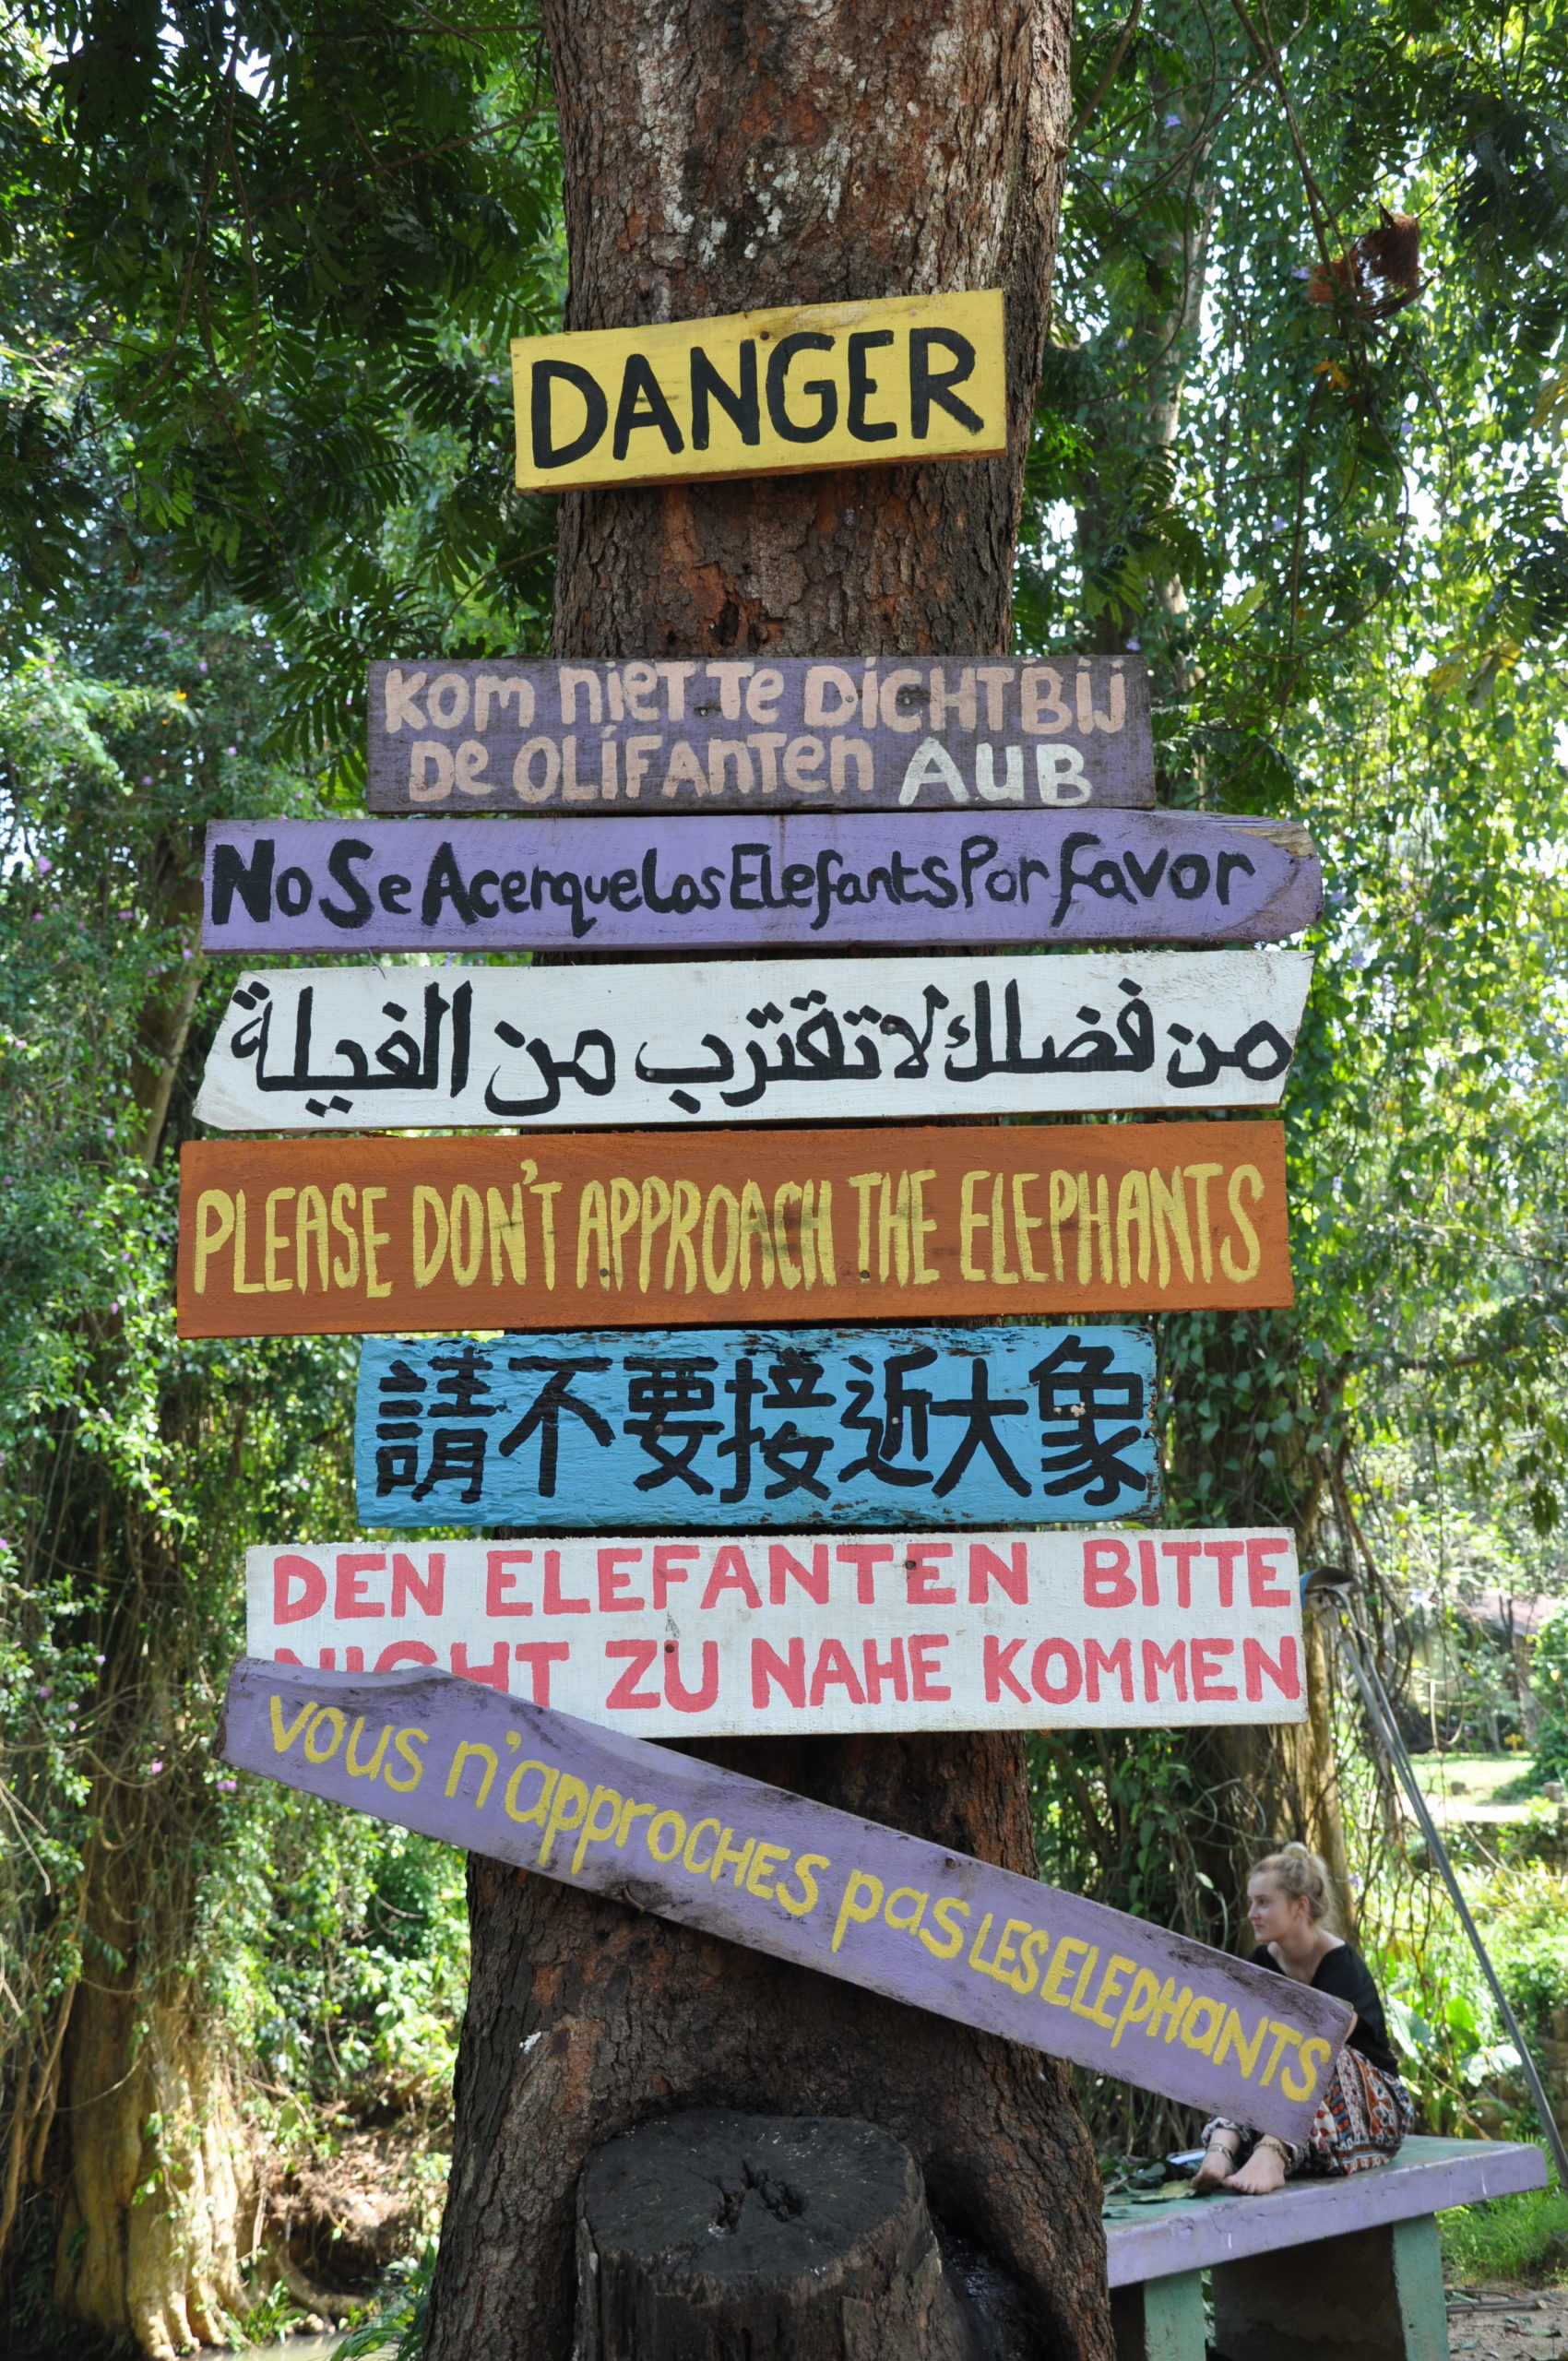 DANGER
KOM NIET TE DICHTBIJ
DE OLIFANTEN AUB
No Se Acerque Los Elefants Por favor
من فضلك لا تقترب من الفيلة
PLEASE DON'T APPROACH THE ELEPHANTS
請不要接近大象
DEN ELEFANTEN BITTE
NICHT ZU NAHE KOMMEN
vous n'approCHES pas LES ELEPHANTS